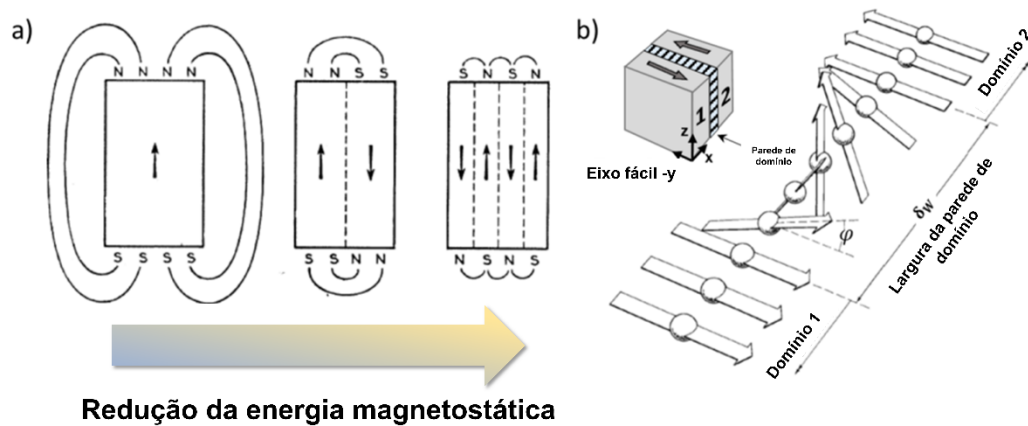 a)
N N N N
S S S S
N N S S
S S N N
S N S N
N S N S
Redução da energia magnetostática
b)
1
2
z
x
Eixo fácil -y
Parede de
domínio
φ
δw
Largura da parede de
domínio
Domínio 1
Domínio 2